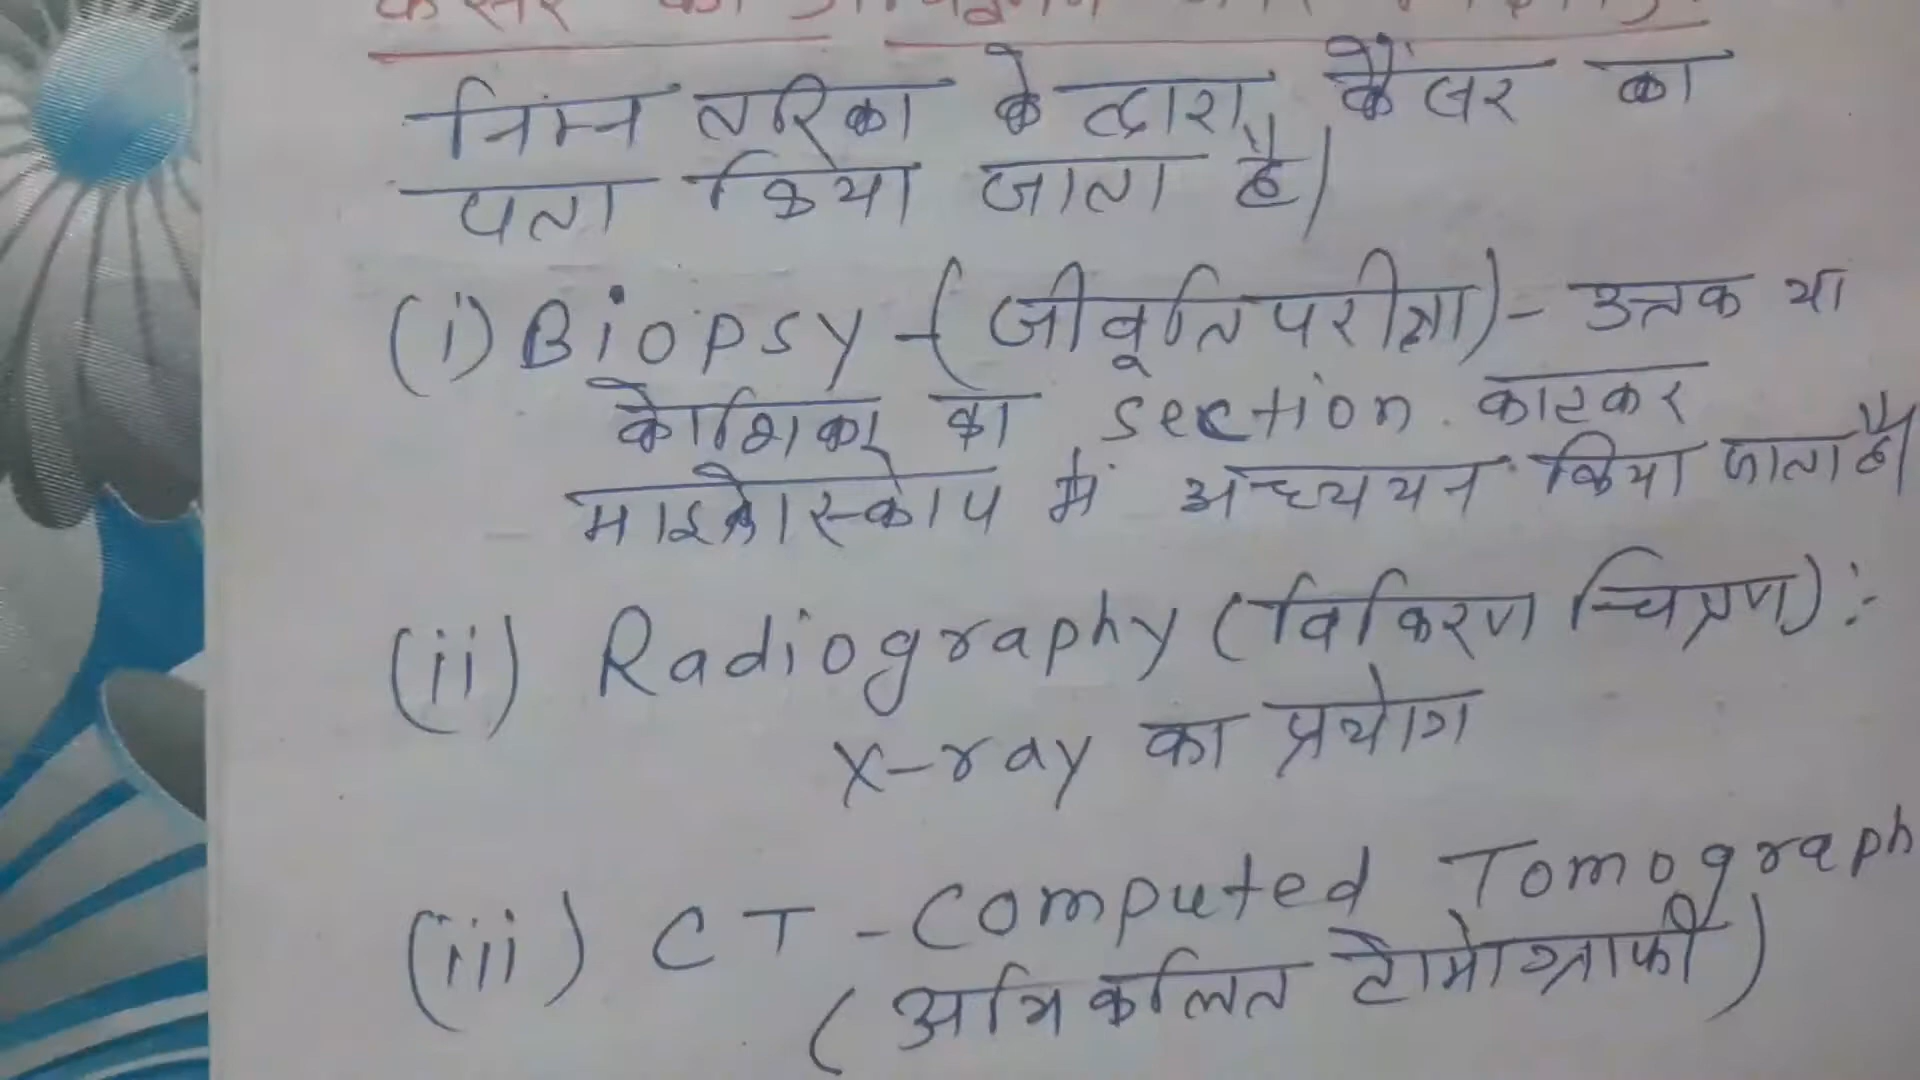 निम्न तरिका के द्वारा कैंसर का
पता किया जाता है।
(i) Biopsy - (जीवूतिपरीक्षा) - उत्तक या
कोशिका का section काटकर
माइक्रोस्कोप में अध्ययन किया जाता है
(ii) Radiography (विकिरण चित्रण) :-
X-ray का प्रयोग
(iii) CT - Computed Tomograph
(अभिकलित टोमोग्राफी)